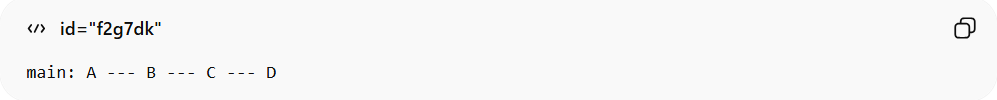 id="f2g7dk"
main: A --- B --- C --- D